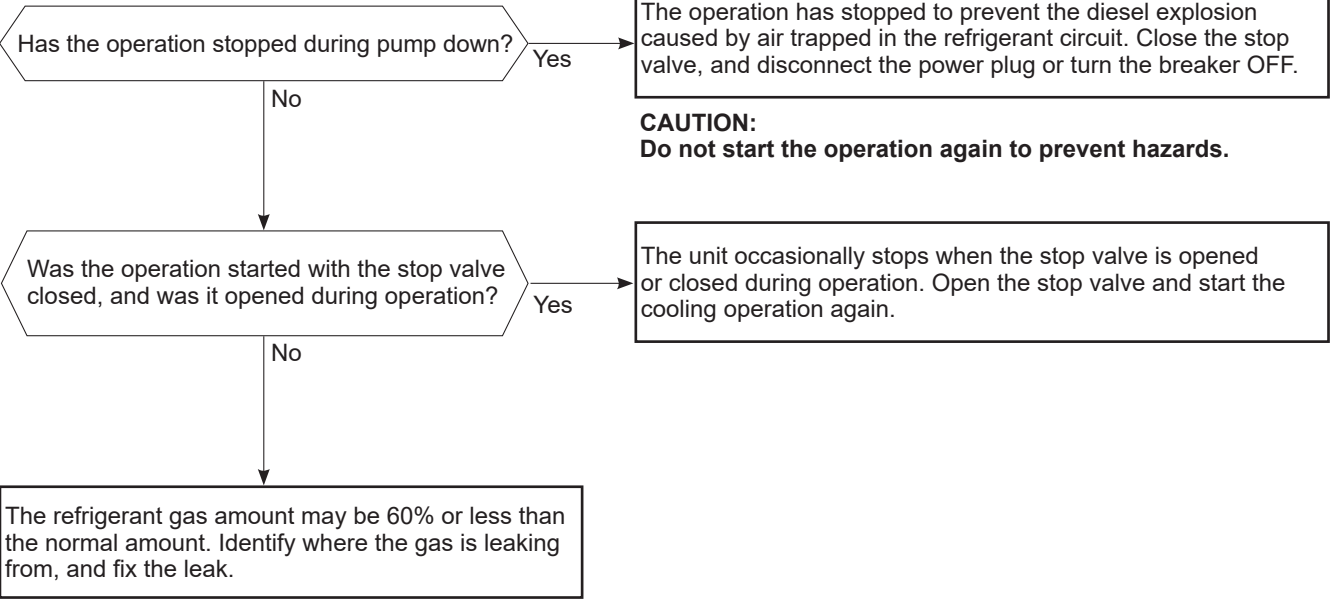 Has the operation stopped during pump down?
Yes
The operation has stopped to prevent the diesel explosion
caused by air trapped in the refrigerant circuit. Close the stop
valve, and disconnect the power plug or turn the breaker OFF.
No
CAUTION:
Do not start the operation again to prevent hazards.
Was the operation started with the stop valve
closed, and was it opened during operation?
Yes
The unit occasionally stops when the stop valve is opened
or closed during operation. Open the stop valve and start the
cooling operation again.
No
The refrigerant gas amount may be 60% or less than
the normal amount. Identify where the gas is leaking
from, and fix the leak.